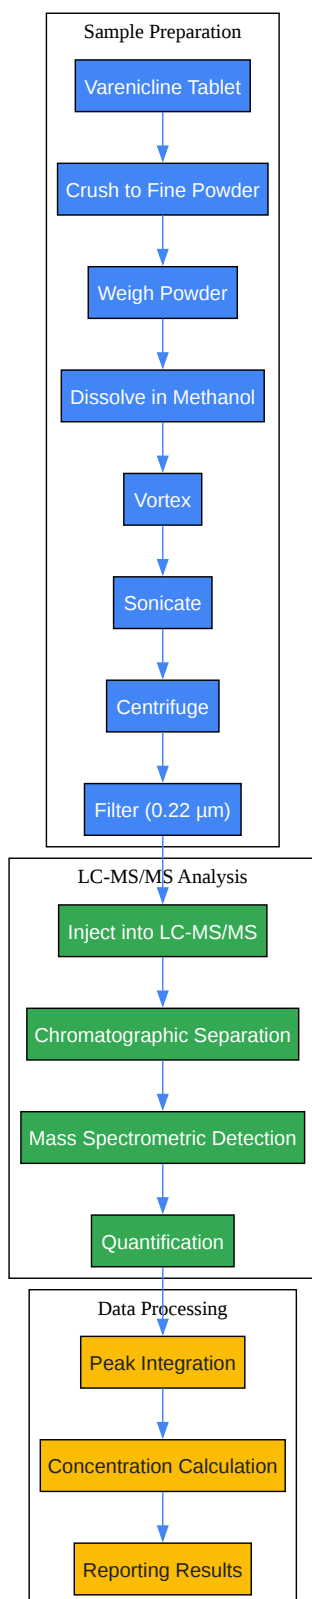 Sample Preparation
Varenicline Tablet
Crush to Fine Powder
Weigh Powder
Dissolve in Methanol
Vortex
Sonicate
Centrifuge
Filter (0.22 µm)
LC-MS/MS Analysis
Inject into LC-MS/MS
Chromatographic Separation
Mass Spectrometric Detection
Quantification
Data Processing
Peak Integration
Concentration Calculation
Reporting Results